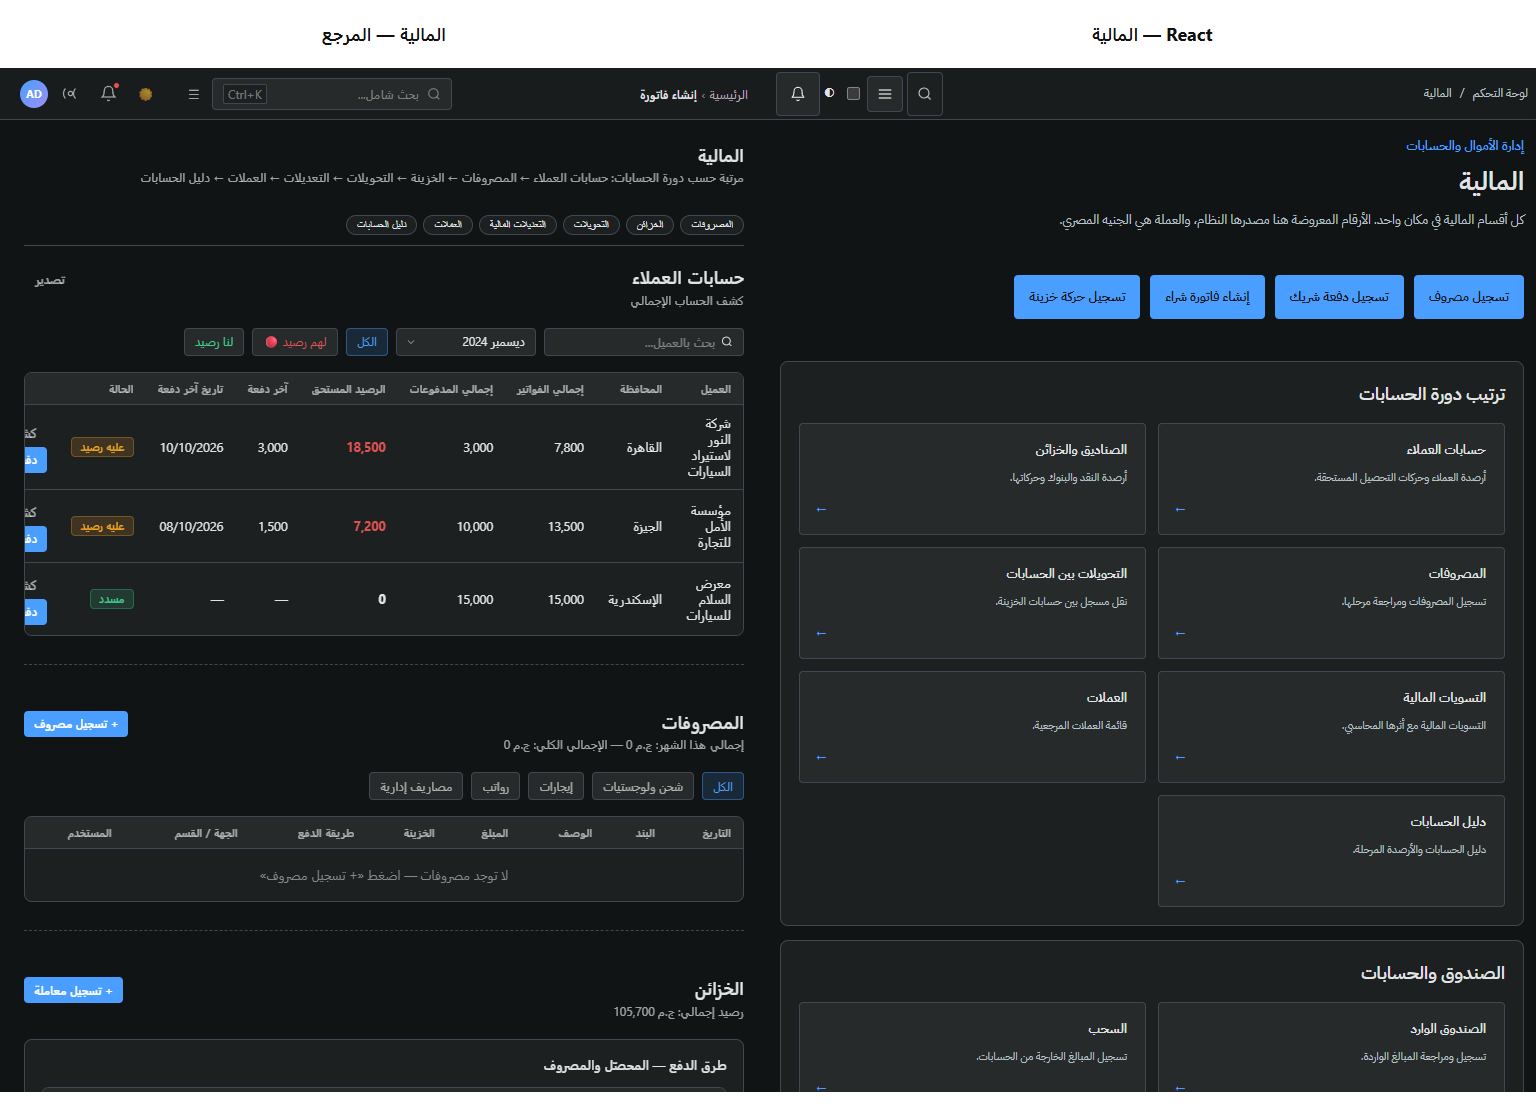 React — المالية
لوحة التحكم / المالية
إدارة الأموال والحسابات
المالية
كل أقسام المالية في مكان واحد. الأرقام المعروضة هنا مصدرها النظام، والعملة هي الجنيه المصري.
تسجيل مصروف
تسجيل دفعة شريك
إنشاء فاتورة شراء
تسجيل حركة خزينة
ترتيب دورة الحسابات
حسابات العملاء
أرصدة العملاء وحركات التحصيل المستحقة.
←
الصناديق والخزائن
أرصدة النقد والبنوك وحركاتها.
←
المصروفات
تسجيل المصروفات ومراجعة مرحلها.
←
التحويلات بين الحسابات
نقل مسجل بين حسابات الخزينة.
←
التسويات المالية
التسويات المالية مع أثرها المحاسبي.
←
العملات
قائمة العملات المرجعية.
←
دليل الحسابات
دليل الحسابات والأرصدة المرحلة.
←
الصندوق والحسابات
الصندوق الوارد
تسجيل ومراجعة المبالغ الواردة.
←
السحب
تسجيل المبالغ الخارجة من الحسابات.
←
المالية — المرجع
الرئيسية › إنشاء فاتورة
بحث شامل... Ctrl+K
AD
المالية
مرتبة حسب دورة الحسابات: حسابات العملاء ← المصروفات ← الخزينة ← التحويلات ← التعديلات ← العملات ← دليل الحسابات
المصروفات
الخزائن
التحويلات
التعديلات المالية
العملات
دليل الحسابات
حسابات العملاء
تصدير
كشف الحساب الإجمالي
بحث بالعميل...
ديسمبر 2024
الكل
لهم رصيد
لنا رصيد
العميل المحافظة إجمالي الفواتير إجمالي المدفوعات الرصيد المستحق آخر دفعة تاريخ آخر دفعة الحالة
شركة النور لاستيراد السيارات القاهرة 7,800 3,000 18,500 3,000 10/10/2026 عليه رصيد
مؤسسة الأمل للتجارة الجيزة 13,500 10,000 7,200 1,500 08/10/2026 عليه رصيد
معرض السلام للسيارات الإسكندرية 15,000 15,000 0 — — مسدد
المصروفات
+ تسجيل مصروف
إجمالي هذا الشهر: ج.م 0 — الإجمالي الكلي: ج.م 0
الكل
شحن ولوجستيات
إيجارات
رواتب
مصاريف إدارية
التاريخ البند الوصف المبلغ الخزينة طريقة الدفع الجهة / القسم المستخدم
لا توجد مصروفات — اضغط «+ تسجيل مصروف»
الخزائن
+ تسجيل معاملة
رصيد إجمالي: ج.م 105,700
طرق الدفع — المحصّل والمصروف